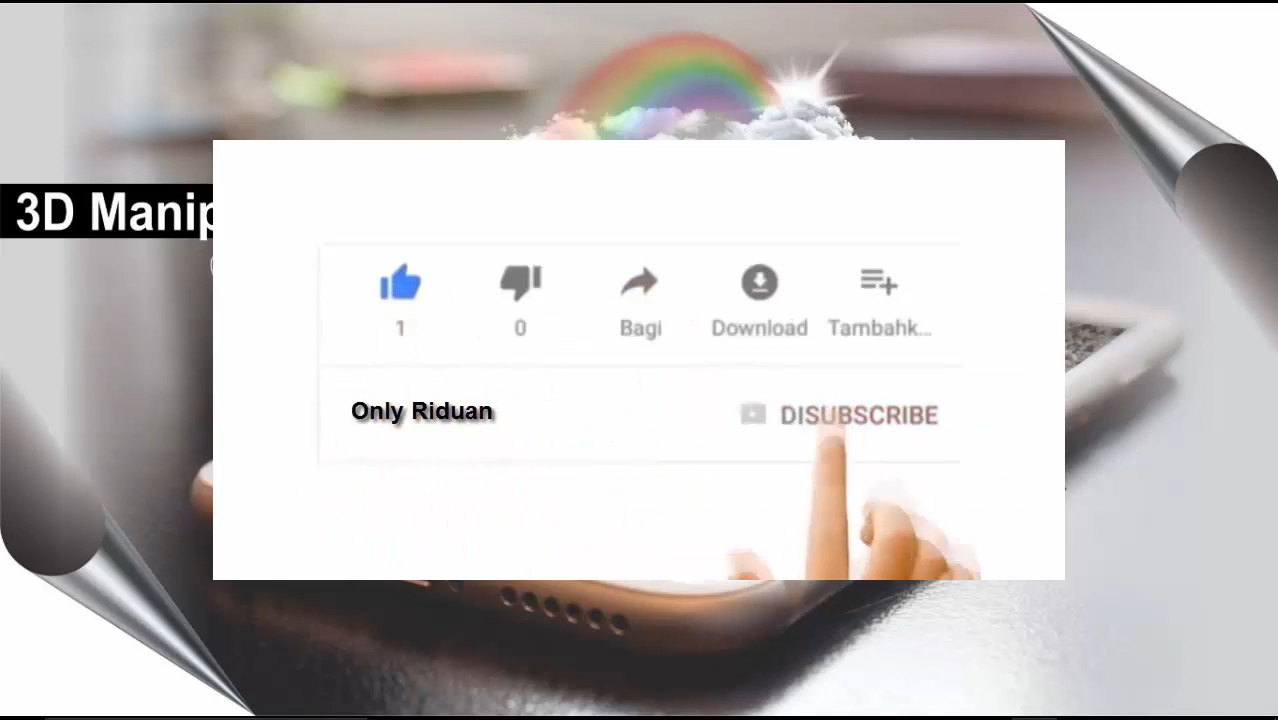 3D Manip
1
0
Bagi
Download
Tambahk...
Only Riduan
DISUBSCRIBE